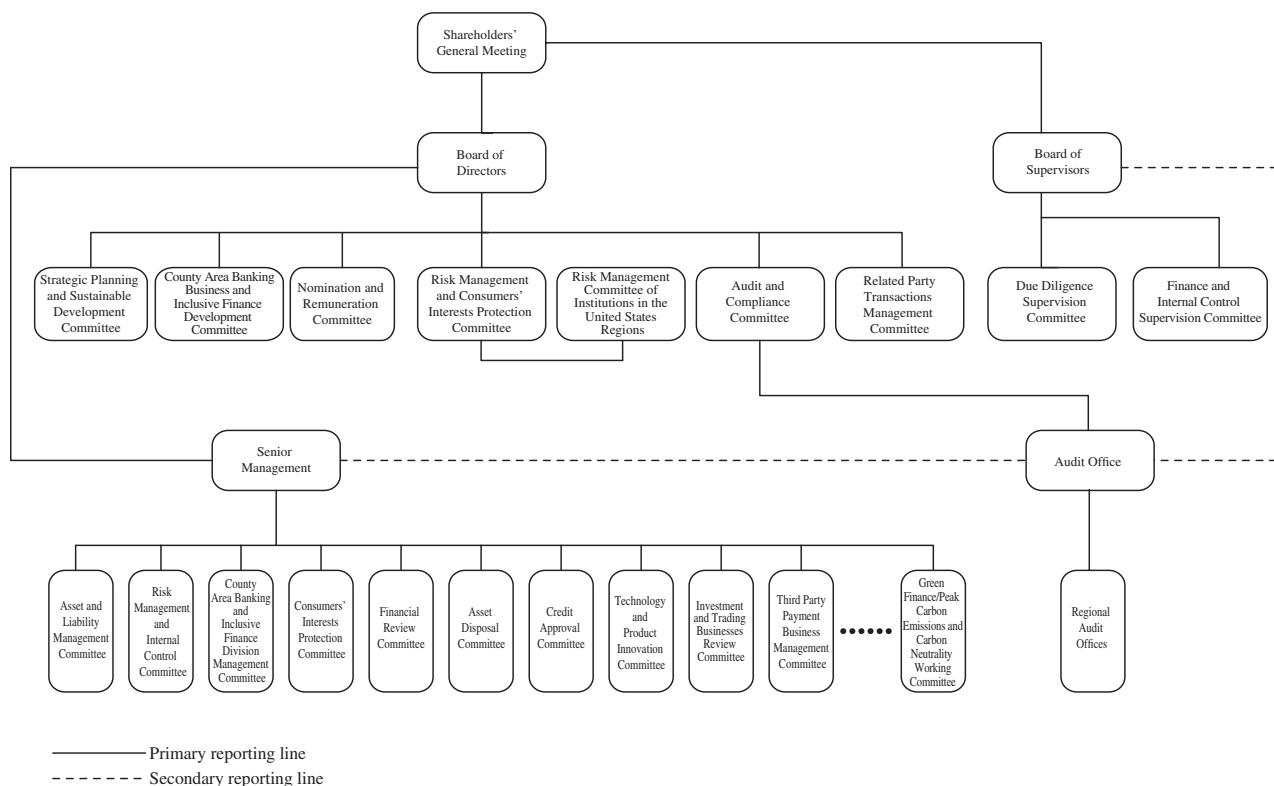 Shareholders'
General Meeting
Board of
Directors
Board of
Supervisors
Strategic Planning
and Sustainable
Development
Committee
County Area Banking
Business and
Inclusive Finance
Development
Committee
Nomination and
Remuneration
Committee
Risk Management
and Consumers'
Interests Protection
Committee
Risk Management
Committee of
Institutions in the
United States
Regions
Audit and
Compliance
Committee
Related Party
Transactions
Management
Committee
Due Diligence
Supervision
Committee
Finance and
Internal Control
Supervision Committee
Senior
Management
Audit Office
Asset and
Liability
Management
Committee
Risk
Management
and
Internal
Control
Committee
County
Area Banking
and
Inclusive
Finance
Division
Management
Committee
Consumers'
Interests
Protection
Committee
Financial
Review
Committee
Asset
Disposal
Committee
Credit
Approval
Committee
Technology
and
Product
Innovation
Committee
Investment
and Trading
Businesses
Review
Committee
Third Party
Payment
Business
Management
Committee
••••••
Green
Finance/Peak
Carbon
Emissions and
Carbon
Neutrality
Working
Committee
Regional
Audit
Offices
Primary reporting line
Secondary reporting line